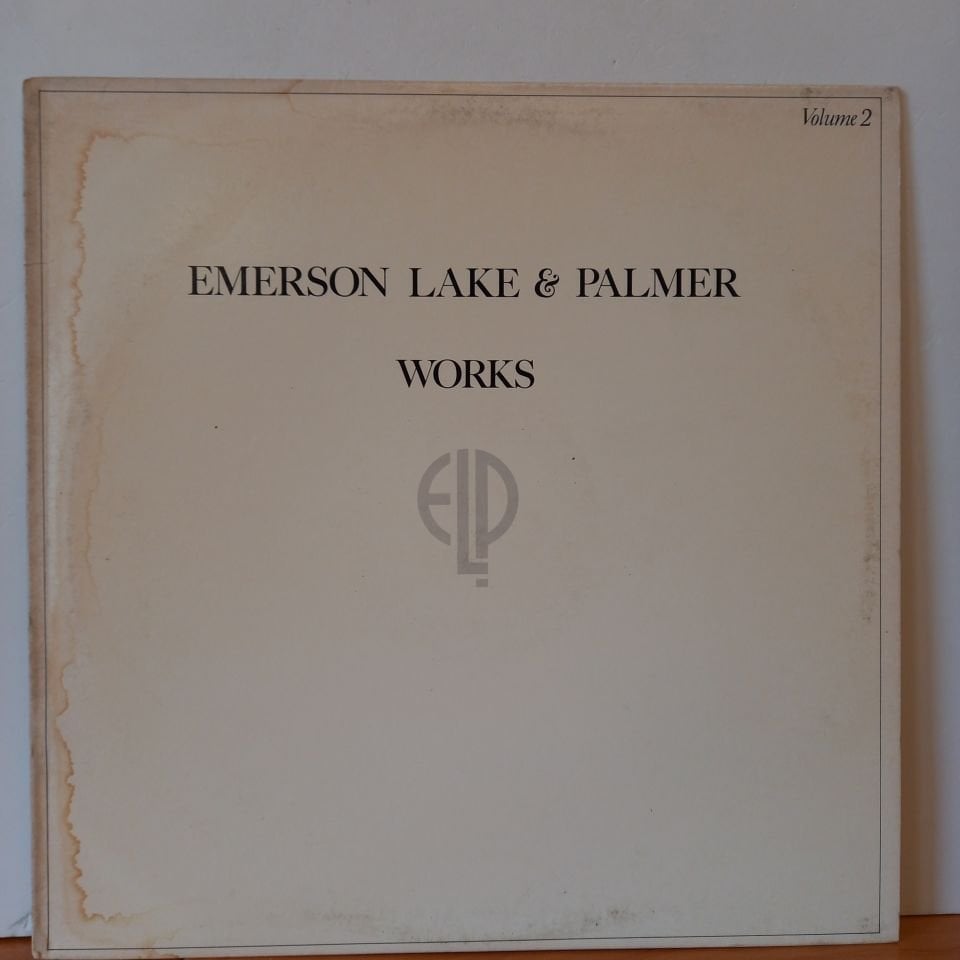 Volume 2
EMERSON LAKE & PALMER
WORKS
ELP